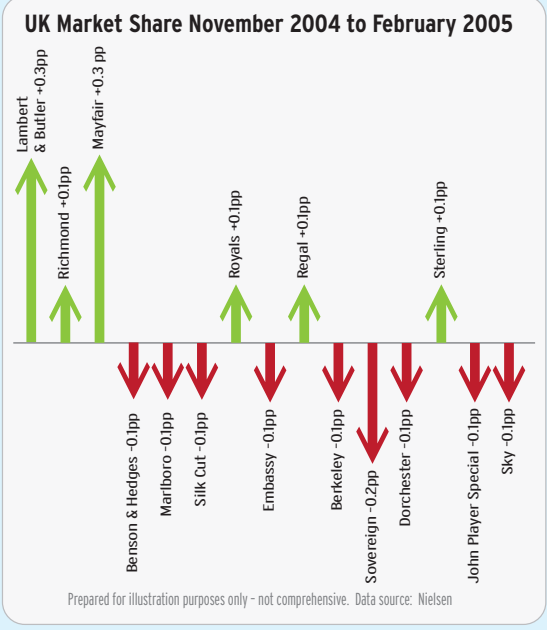 UK Market Share November 2004 to February 2005
Lambert
& Butler +0.3pp
Richmond +0.1pp
Mayfair +0.3 pp
Benson & Hedges -0.1pp
Marlboro -0.1pp
Silk Cut -0.1pp
Royals +0.1pp
Embassy -0.1pp
Regal +0.1pp
Berkeley -0.1pp
Sovereign -0.2pp
Dorchester -0.1pp
Sterling +0.1pp
John Player Special -0.1pp
Sky -0.1pp
Prepared for illustration purposes only – not comprehensive. Data source: Nielsen